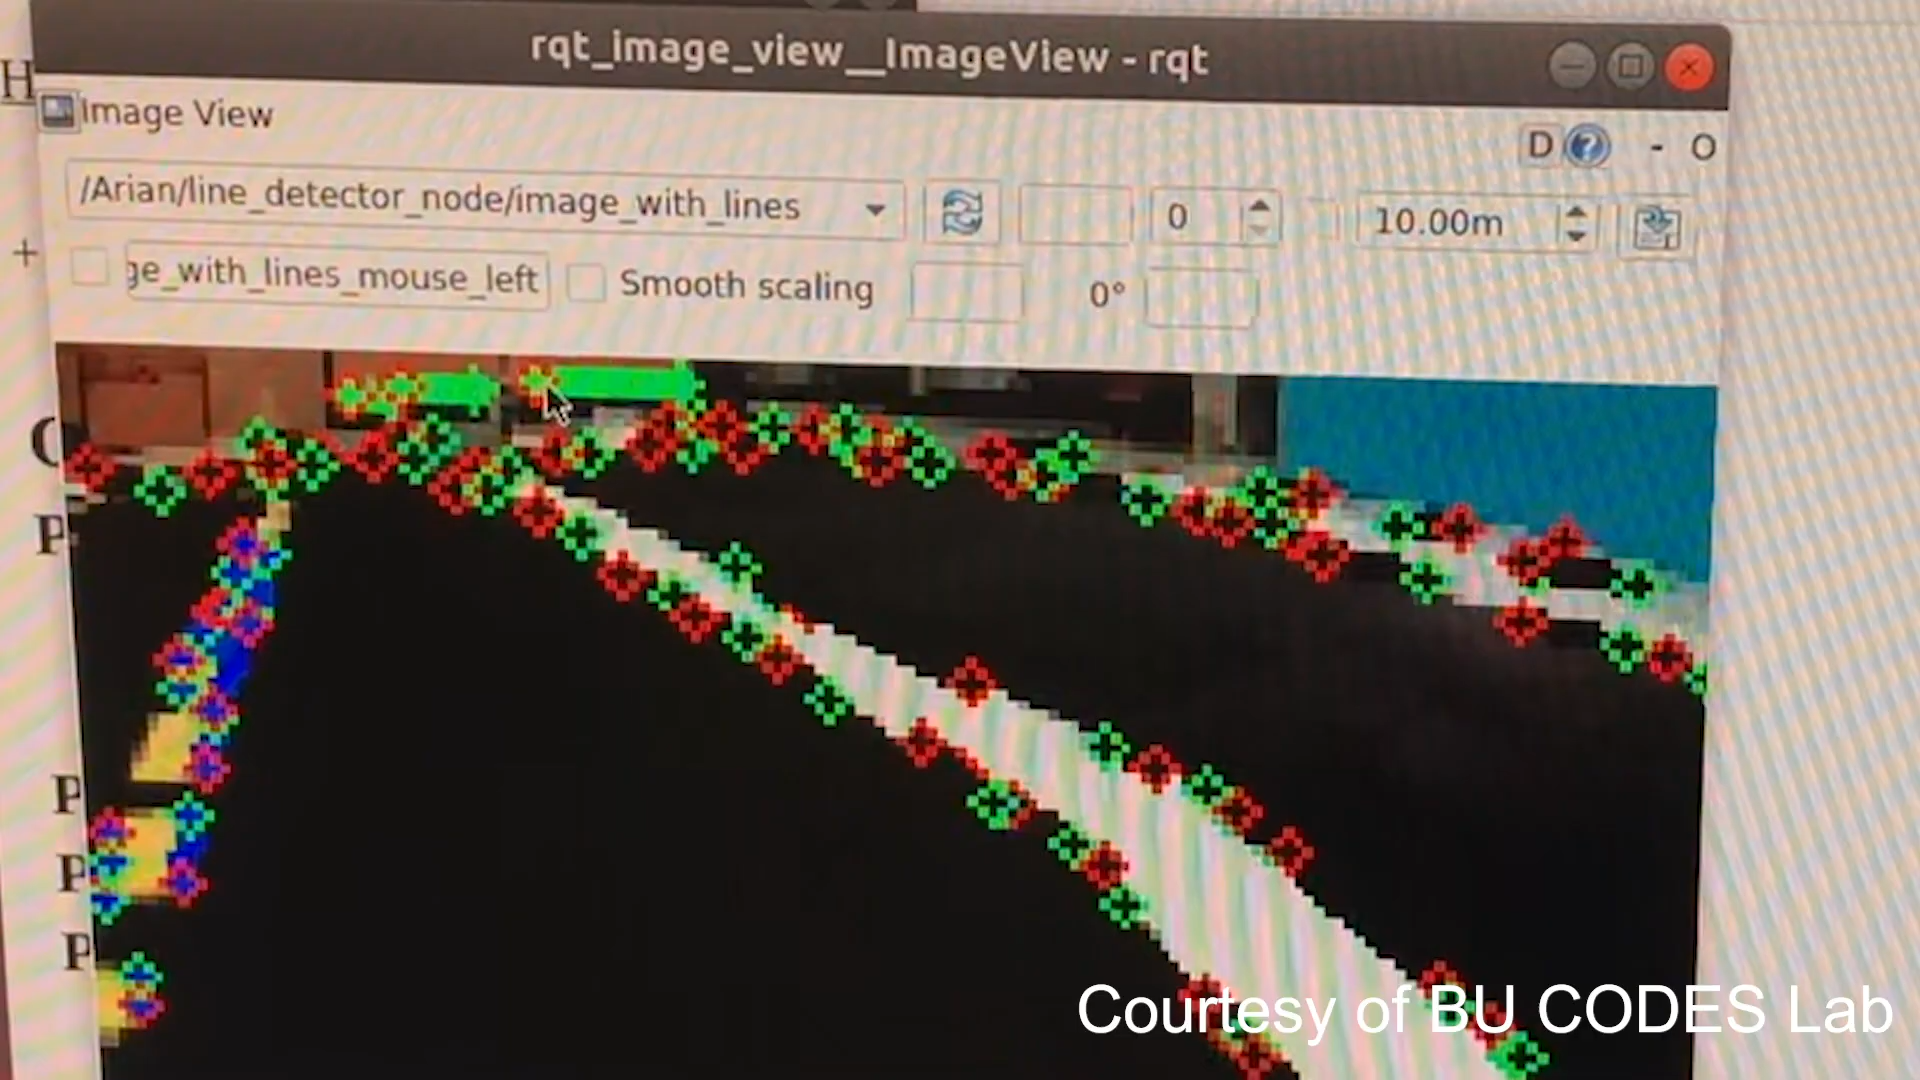 rqt_image_view__ImageView - rqt
H
Image View
D - O
/Arian/line_detector_node/image_with_lines
0
10.00m
+
ge_with_lines_mouse_left
Smooth scaling
0°
P
P
P
P
Courtesy of BU CODES Lab